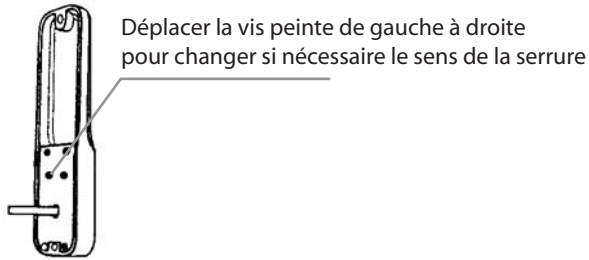 Déplacer la vis peinte de gauche à droite
pour changer si nécessaire le sens de la serrure